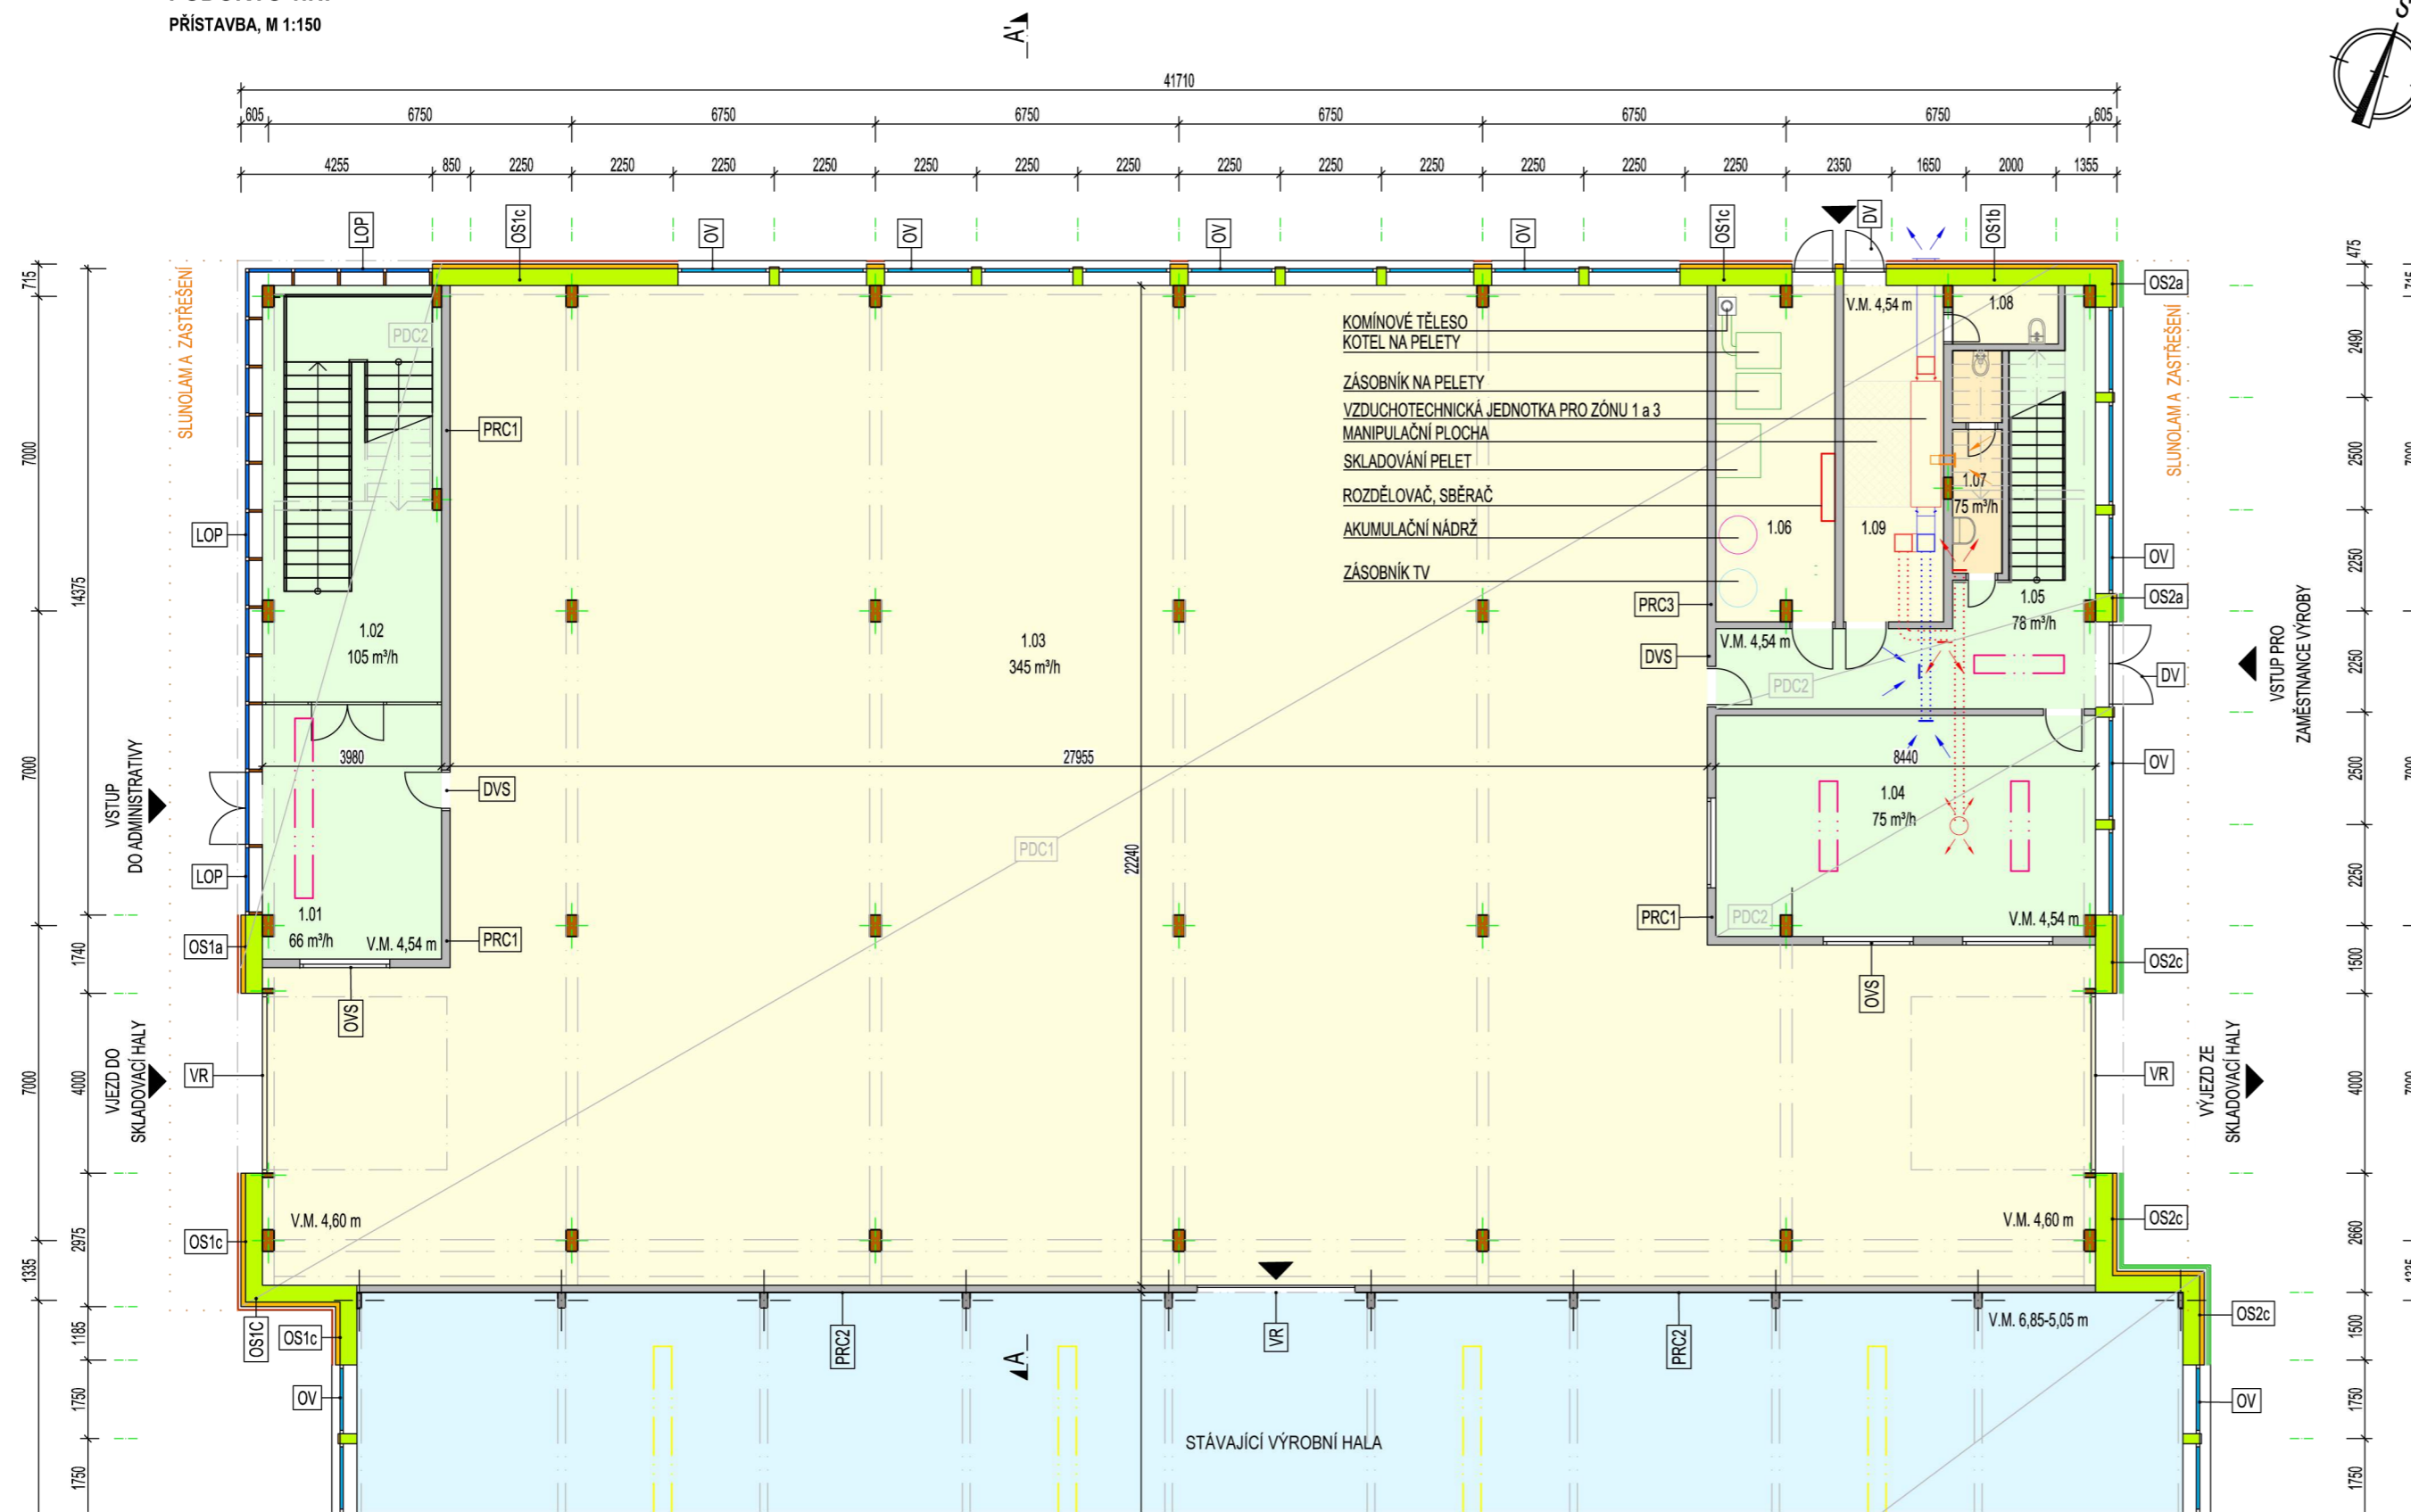 PŘÍSTAVBA, M 1:150
A'
S
41710
605
6750
6750
6750
6750
6750
6750
605
4255
850
2250
2250
2250
2250
2250
2250
2250
2250
2250
2250
2250
2250
2250
2350
1650
2000
1355
LOP
OS1c
OV
OV
OV
OV
OS1c
DV
OS1b
715
7000
7000
7000
1335
14375
1740
4000
2975
1185
1750
1750
SLUNOLAM A ZASTŘEŠENÍ
PDC2
PRC1
LOP
1.02
105 m³/h
3980
DVS
VSTUP
DO ADMINISTRATIVY
LOP
1.01
66 m³/h
V.M. 4,54 m
PRC1
OS1a
OVS
VJEZD DO
SKLADOVACÍ HALY
VR
V.M. 4,60 m
OS1c
OS1C
OS1c
OV
KOMÍNOVÉ TĚLESO
KOTEL NA PELETY
ZÁSOBNÍK NA PELETY
VZDUCHOTECHNICKÁ JEDNOTKA PRO ZÓNU 1 a 3
MANIPULAČNÍ PLOCHA
SKLADOVÁNÍ PELET
ROZDĚLOVAČ, SBĚRAČ
AKUMULAČNÍ NÁDRŽ
ZÁSOBNÍK TV
1.03
345 m³/h
27955
PDC1
22240
V.M. 4,54 m
1.08
1.07
75 m³/h
1.06
1.09
PRC3
V.M. 4,54 m
DVS
PDC2
1.05
78 m³/h
8440
1.04
75 m³/h
PRC1
PDC2
V.M. 4,54 m
OVS
OS2a
SLUNOLAM A ZASTŘEŠENÍ
OV
OS2a
DV
VSTUP PRO
ZAMĚSTNANCE VÝROBY
OV
OS2c
VR
VÝJEZD ZE
SKLADOVACÍ HALY
V.M. 4,60 m
OS2c
OS2c
OV
475
2490
2500
2250
2250
2500
2250
1500
4000
2660
1500
1750
1750
PRC2
A
VR
PRC2
V.M. 6,85-5,05 m
STÁVAJÍCÍ VÝROBNÍ HALA